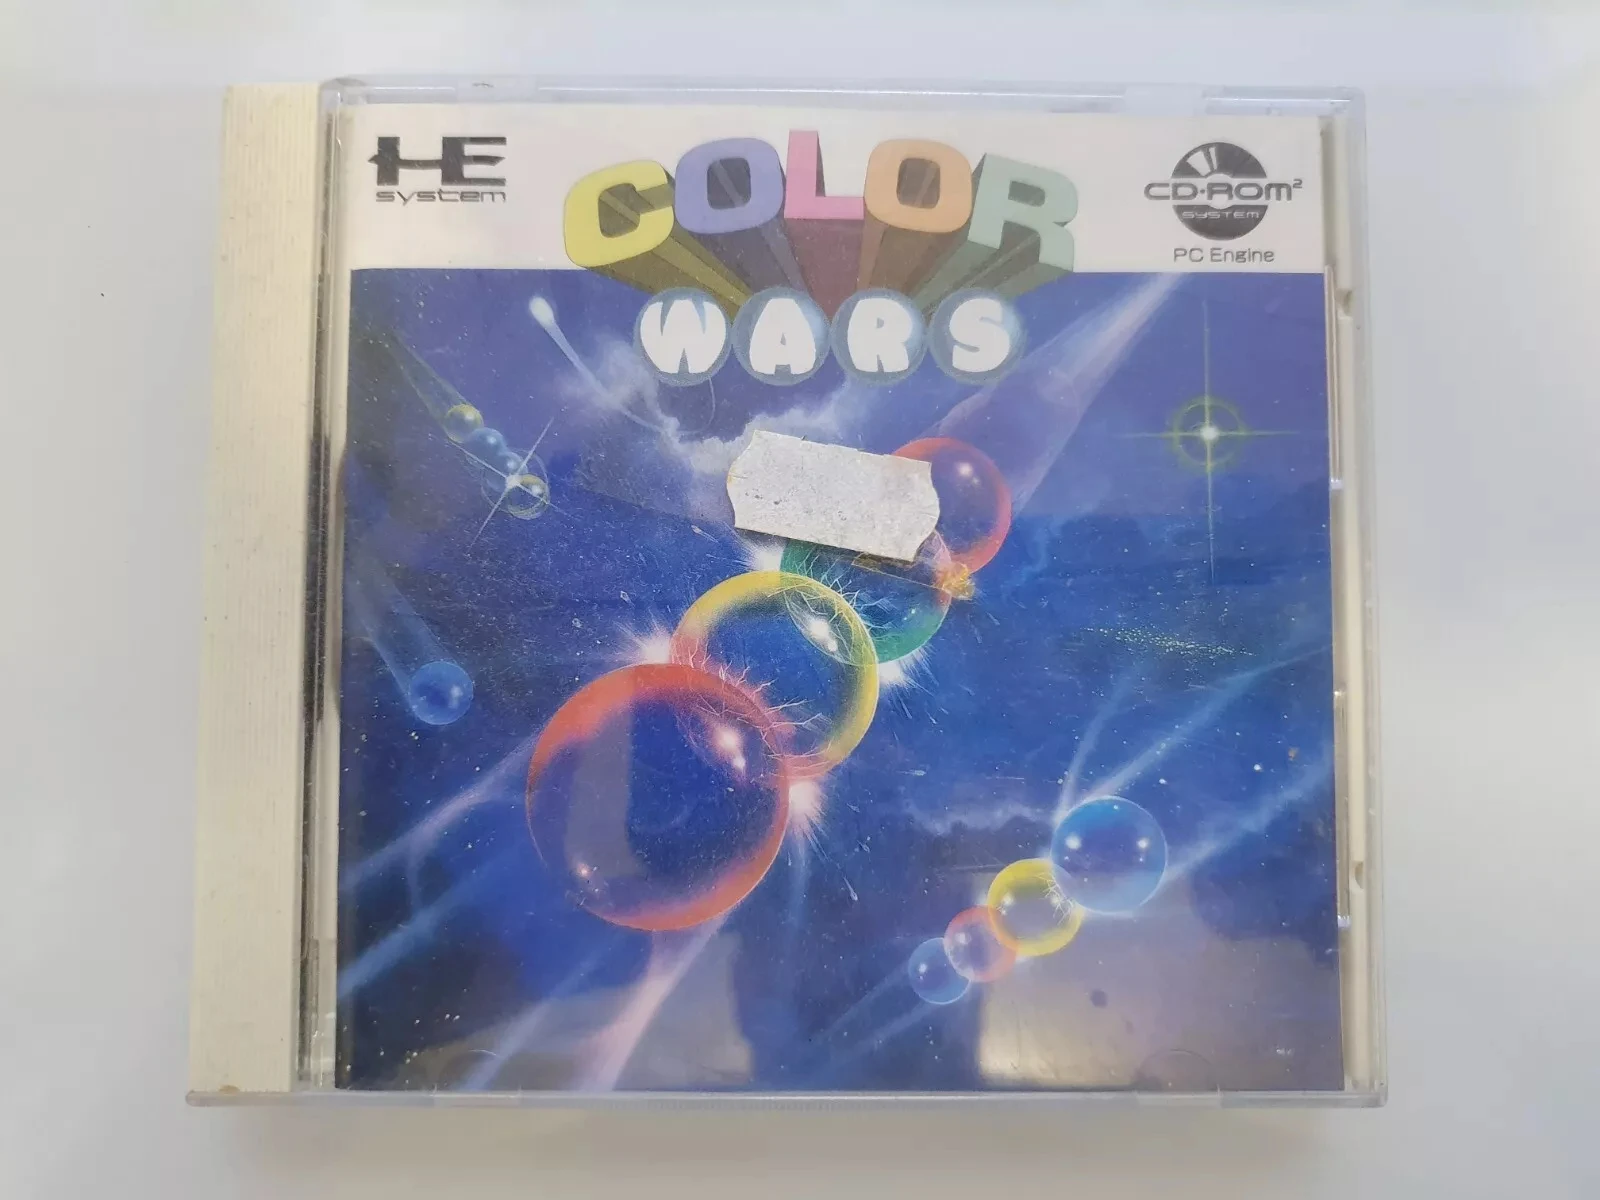 HE
system
COLOR
WARS
CD-ROM²
SYSTEM
PC Engine